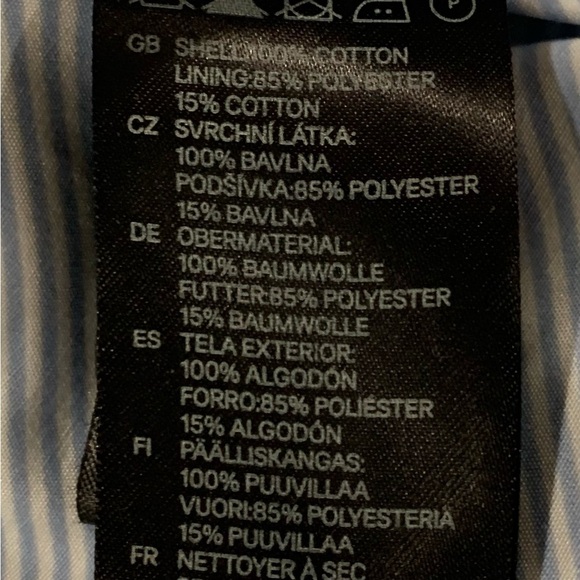 P
GB SHELL:100% COTTON
LINING:85% POLYESTER
15% COTTON
CZ SVRCHNÍ LÁTKA:
100% BAVLNA
PODŠÍVKA:85% POLYESTER
15% BAVLNA
DE OBERMATERIAL:
100% BAUMWOLLE
FUTTER:85% POLYESTER
15% BAUMWOLLE
ES TELA EXTERIOR:
100% ALGODÓN
FORRO:85% POLIÉSTER
15% ALGODÓN
FI PÄÄLLISKANGAS:
100% PUUVILLAA
VUORI:85% POLYESTERIÄ
15% PUUVILLAA
FR NETTOYER À SEC